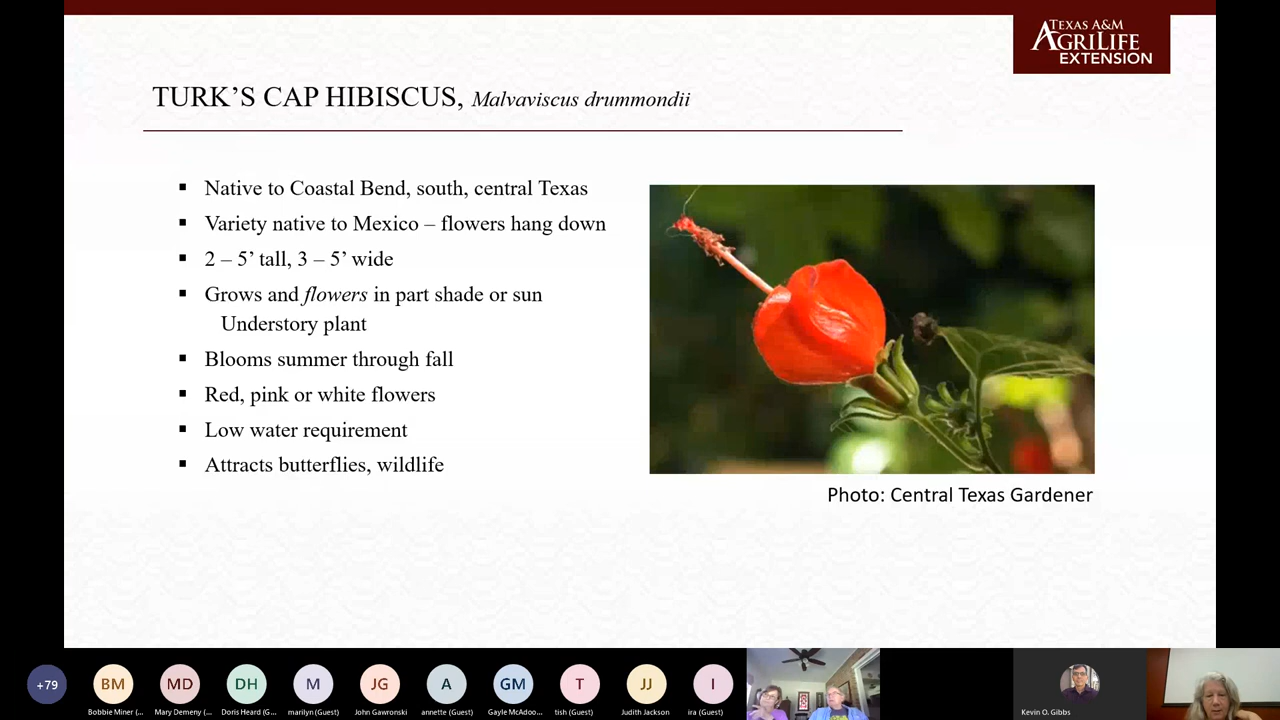 TEXAS A&M
AGRILIFE
EXTENSION
TURK’S CAP HIBISCUS, Malvaviscus drummondii
▪ Native to Coastal Bend, south, central Texas
▪ Variety native to Mexico – flowers hang down
▪ 2 – 5’ tall, 3 – 5’ wide
▪ Grows and flowers in part shade or sun
Understory plant
▪ Blooms summer through fall
▪ Red, pink or white flowers
▪ Low water requirement
▪ Attracts butterflies, wildlife
Photo: Central Texas Gardener
+79
BM
MD
DH
M
JG
A
GM
T
JJ
I
Bobbie Miner (...
Mary Demeny (...
Doris Heard (G...
marilyn (Guest)
John Gawronski
annette (Guest)
Gayle McAdoo...
tish (Guest)
Judith Jackson
ira (Guest)
Kevin O. Gibbs